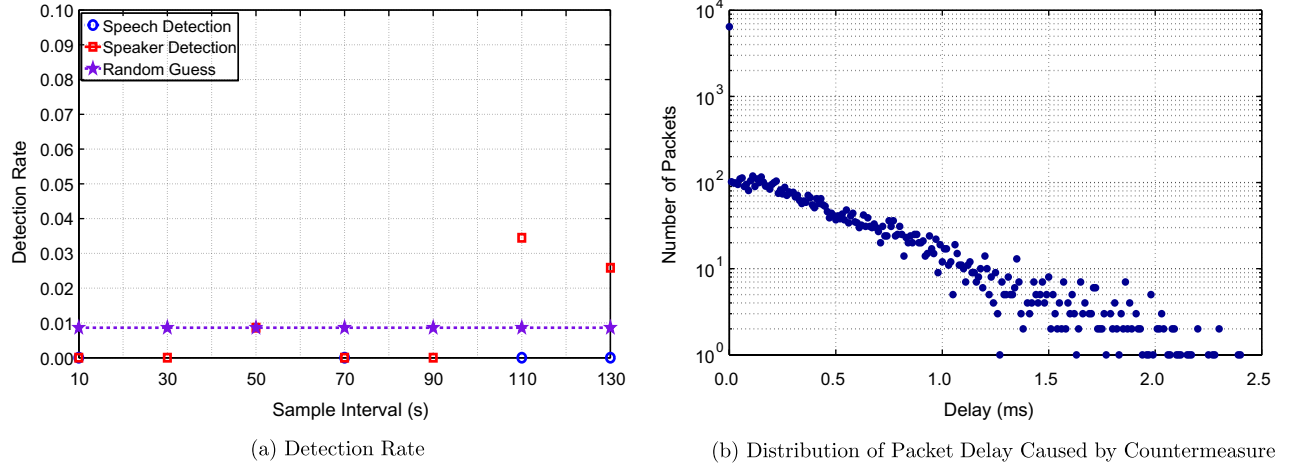 0.10
0.09
0.08
0.07
0.06
0.05
0.04
0.03
0.02
0.01
0.00
Detection Rate
Speech Detection
Speaker Detection
Random Guess
10 30 50 70 90 110 130
Sample Interval (s)
(a) Detection Rate
10^4
10^3
10^2
10^1
10^0
Number of Packets
0.0 0.5 1.0 1.5 2.0 2.5
Delay (ms)
(b) Distribution of Packet Delay Caused by Countermeasure